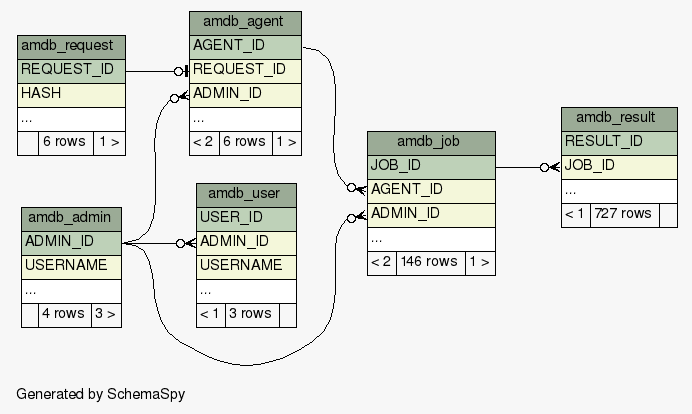 amdb_agent
AGENT_ID
REQUEST_ID
ADMIN_ID
...
< 2 6 rows 1 >
amdb_request
REQUEST_ID
HASH
...
6 rows 1 >
amdb_job
JOB_ID
AGENT_ID
ADMIN_ID
...
< 2 146 rows 1 >
amdb_result
RESULT_ID
JOB_ID
...
< 1 727 rows
amdb_admin
ADMIN_ID
USERNAME
...
4 rows 3 >
amdb_user
USER_ID
ADMIN_ID
USERNAME
...
< 1 3 rows
Generated by SchemaSpy